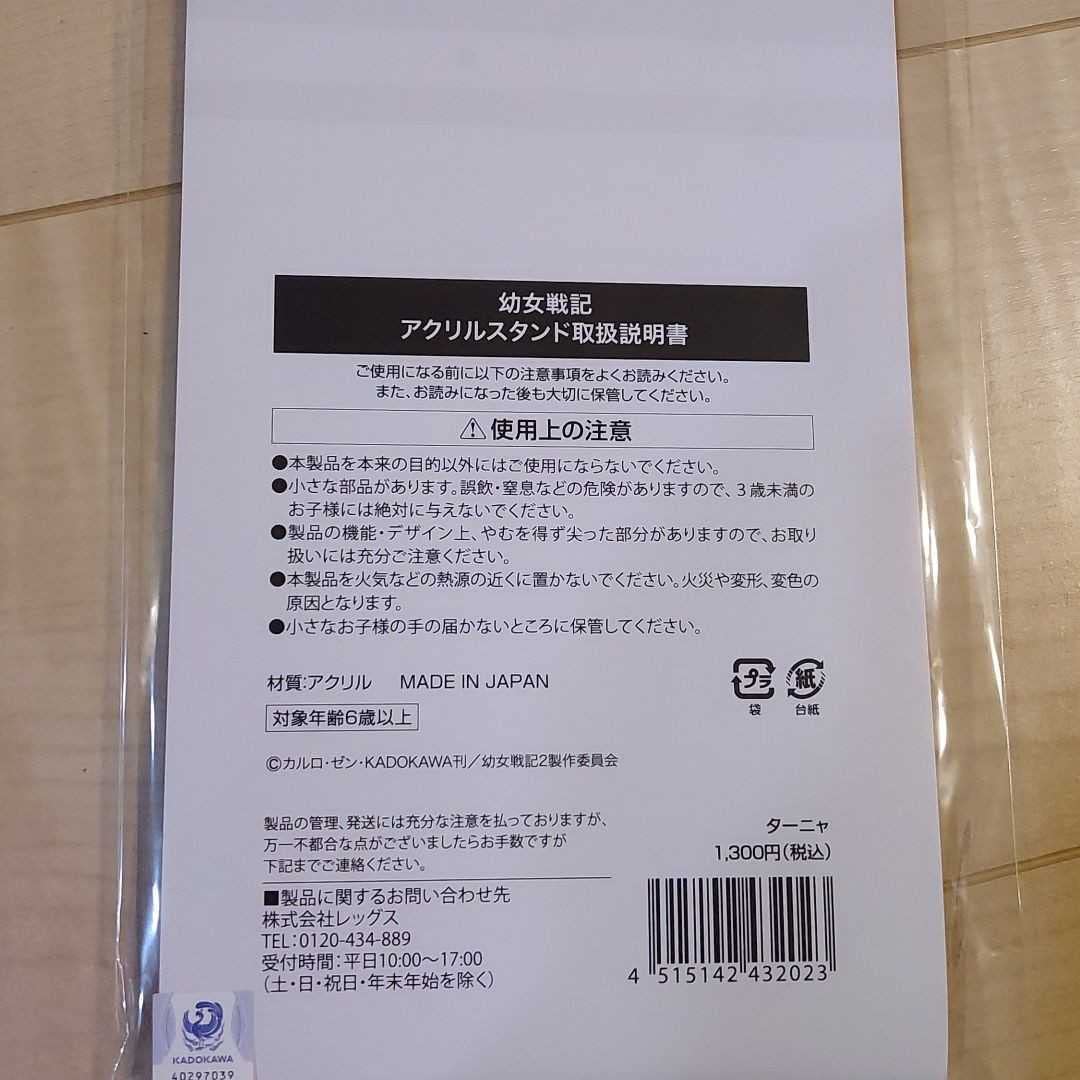 幼女戦記
アクリルスタンド取扱説明書
ご使用になる前に以下の注意事項をよくお読みください。
また、お読みになった後も大切に保管してください。
⚠使用上の注意
●本製品を本来の目的以外にはご使用にならないでください。
●小さな部品があります。誤飲・窒息などの危険がありますので、3歳未満の
お子様には絶対に与えないでください。
●製品の機能・デザイン上、やむを得ず尖った部分がありますので、お取り
扱いには充分ご注意ください。
●本製品を火気などの熱源の近くに置かないでください。火災や変形、変色の
原因となります。
●小さなお子様の手の届かないところに保管してください。
材質:アクリル MADE IN JAPAN
プラ 紙
袋 台紙
対象年齢6歳以上
©カルロ・ゼン・KADOKAWA刊／幼女戦記2製作委員会
製品の管理、発送には充分な注意を払っておりますが、
万一不都合な点がございましたらお手数ですが
下記までご連絡ください。
■製品に関するお問い合わせ先
株式会社レッグス
TEL:0120-434-889
受付時間:平日10:00〜17:00
(土・日・祝日・年末年始を除く)
ターニャ
1,300円(税込)
4 515142 432023
KADOKAWA
40297039